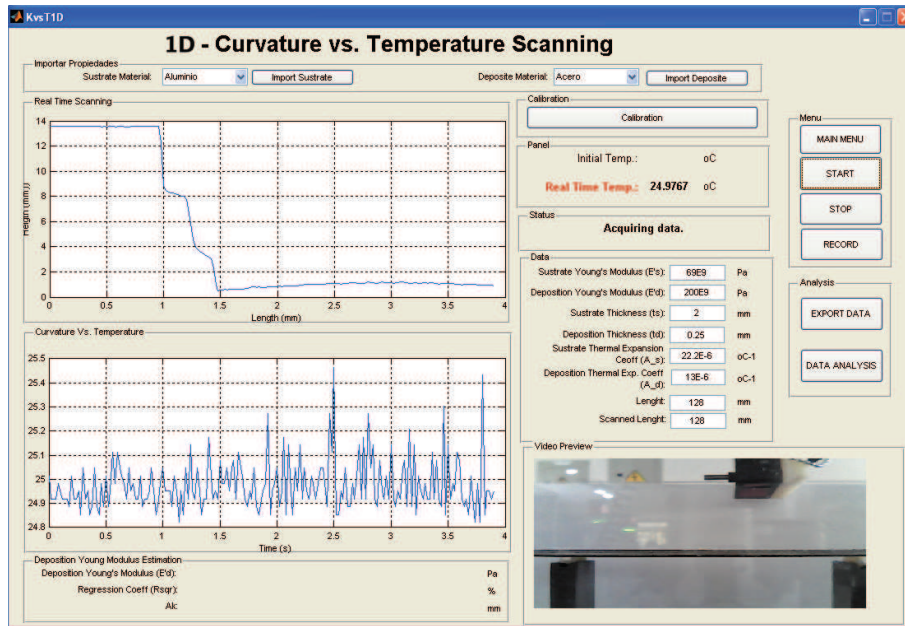 KvsT1D
1D - Curvature vs. Temperature Scanning
Importar Propiedades
Sustrate Material: Aluminio Import Sustrate Deposite Material: Acero Import Deposite
Real Time Scanning
Heigth (mm))
14
12
10
8
6
4
2
0
0 0.5 1 1.5 2 2.5 3 3.5 4
Length (mm)
Curvature Vs. Temperature
25.5
25.4
25.3
25.2
25.1
25
24.9
24.8
0 0.5 1 1.5 2 2.5 3 3.5 4
Time (s)
Deposition Young Modulus Estimation
Deposition Young's Modulus (E'd): Pa
Regression Coeff (Rsqr): %
Ak: mm
Calibration
Calibration
Panel
Initial Temp.: oC
Real Time Temp.: 24.9767 oC
Status
Acquiring data.
Data
Sustrate Young's Modulus (E's): 69E9 Pa
Deposition Young's Modulus (E'd): 200E9 Pa
Sustrate Thickness (ts): 2 mm
Deposition Thickness (td): 0.25 mm
Sustrate Thermal Expansion
Ceoff (A_s): 22.2E-6 oC-1
Deposition Thermal Exp. Coeff
(A_d): 13E-6 oC-1
Lenght: 128 mm
Scanned Lenght: 128 mm
Menu
MAIN MENU
START
STOP
RECORD
Analysis
EXPORT DATA
DATA ANALYSIS
Video Preview